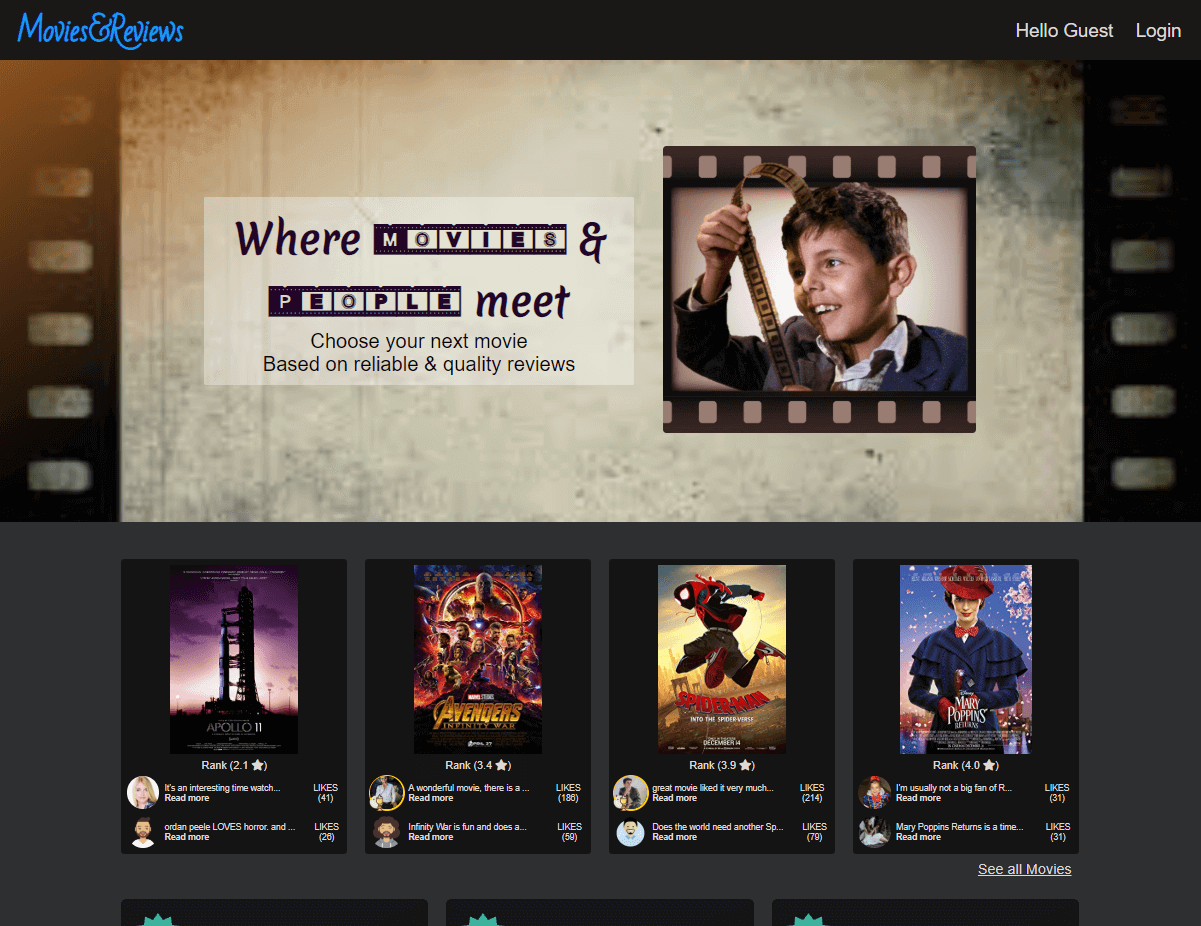 Movies&Reviews
Hello Guest
Login
Where MOVIES &
PEOPLE meet
Choose your next movie
Based on reliable & quality reviews
APOLLO 11
MARVEL STUDIOS
AVENGERS
INFINITY WAR
APRIL 27
SPIDER-MAN
INTO THE SPIDER-VERSE
DECEMBER 14
Disney
MARY
POPPINS
RETURNS
Rank (2.1 ★)
It's an interesting time watch...
Read more
LIKES
(41)
ordan peele LOVES horror. and ...
Read more
LIKES
(26)
Rank (3.4 ★)
A wonderful movie, there is a ...
Read more
LIKES
(186)
Infinity War is fun and does a...
Read more
LIKES
(59)
Rank (3.9 ★)
great movie liked it very much...
Read more
LIKES
(214)
Does the world need another Sp...
Read more
LIKES
(79)
Rank (4.0 ★)
I'm usually not a big fan of R...
Read more
LIKES
(31)
Mary Poppins Returns is a time...
Read more
LIKES
(31)
See all Movies